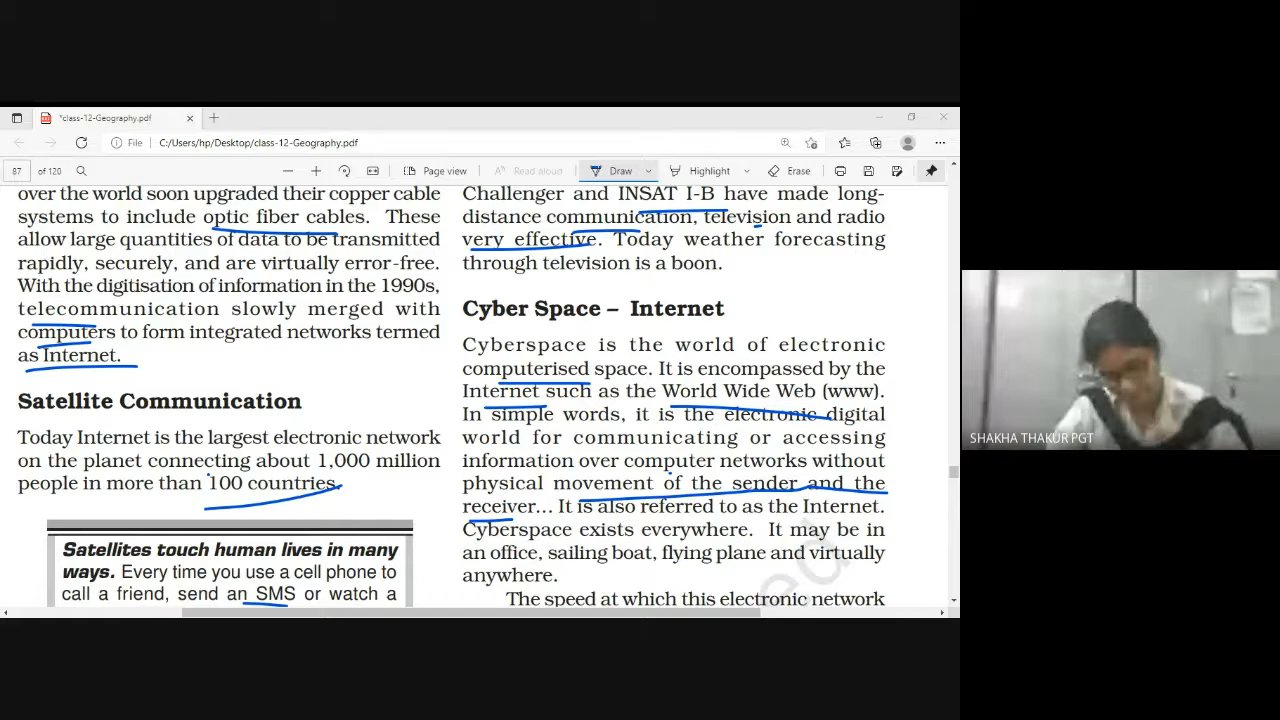 *class-12-Geography.pdf
File
C:/Users/hp/Desktop/class-12-Geography.pdf
87
of 120
Page view
Read aloud
Draw
Highlight
Erase
over the world soon upgraded their copper cable
systems to include optic fiber cables. These
allow large quantities of data to be transmitted
rapidly, securely, and are virtually error-free.
With the digitisation of information in the 1990s,
telecommunication slowly merged with
computers to form integrated networks termed
as Internet.
Satellite Communication
Today Internet is the largest electronic network
on the planet connecting about 1,000 million
people in more than 100 countries.
Satellites touch human lives in many
ways. Every time you use a cell phone to
call a friend, send an SMS or watch a
Challenger and INSAT I-B have made long-
distance communication, television and radio
very effective. Today weather forecasting
through television is a boon.
Cyber Space – Internet
Cyberspace is the world of electronic
computerised space. It is encompassed by the
Internet such as the World Wide Web (www).
In simple words, it is the electronic digital
world for communicating or accessing
information over computer networks without
physical movement of the sender and the
receiver... It is also referred to as the Internet.
Cyberspace exists everywhere. It may be in
an office, sailing boat, flying plane and virtually
anywhere.
The speed at which this electronic network
SHAKHA THAKUR PGT